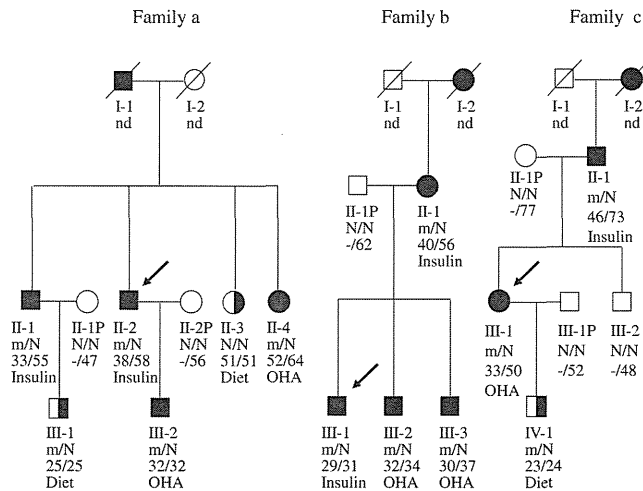 Family a
I-1
nd
I-2
nd
II-1
m/N
33/55
Insulin
II-1P
N/N
-/47
II-2
m/N
38/58
Insulin
II-2P
N/N
-/56
II-3
N/N
51/51
Diet
II-4
m/N
52/64
OHA
III-1
m/N
25/25
Diet
III-2
m/N
32/32
OHA
Family b
I-1
nd
I-2
nd
II-1P
N/N
-/62
II-1
m/N
40/56
Insulin
III-1
m/N
29/31
Insulin
III-2
m/N
32/34
OHA
III-3
m/N
30/37
OHA
Family c
I-1
nd
I-2
nd
II-1P
N/N
-/77
II-1
m/N
46/73
Insulin
III-1
m/N
33/50
OHA
III-1P
N/N
-/52
III-2
N/N
-/48
IV-1
m/N
23/24
Diet